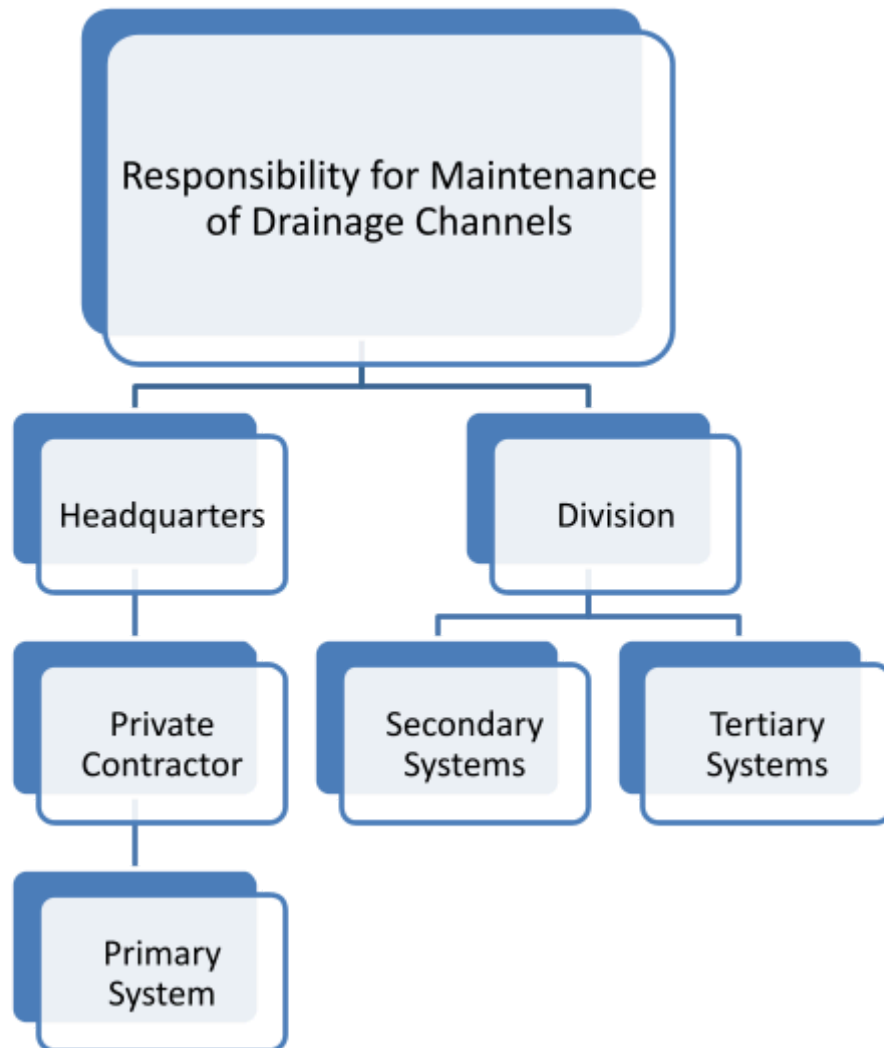 Responsibility for Maintenance
of Drainage Channels
Headquarters
Division
Private
Contractor
Secondary
Systems
Tertiary
Systems
Primary
System